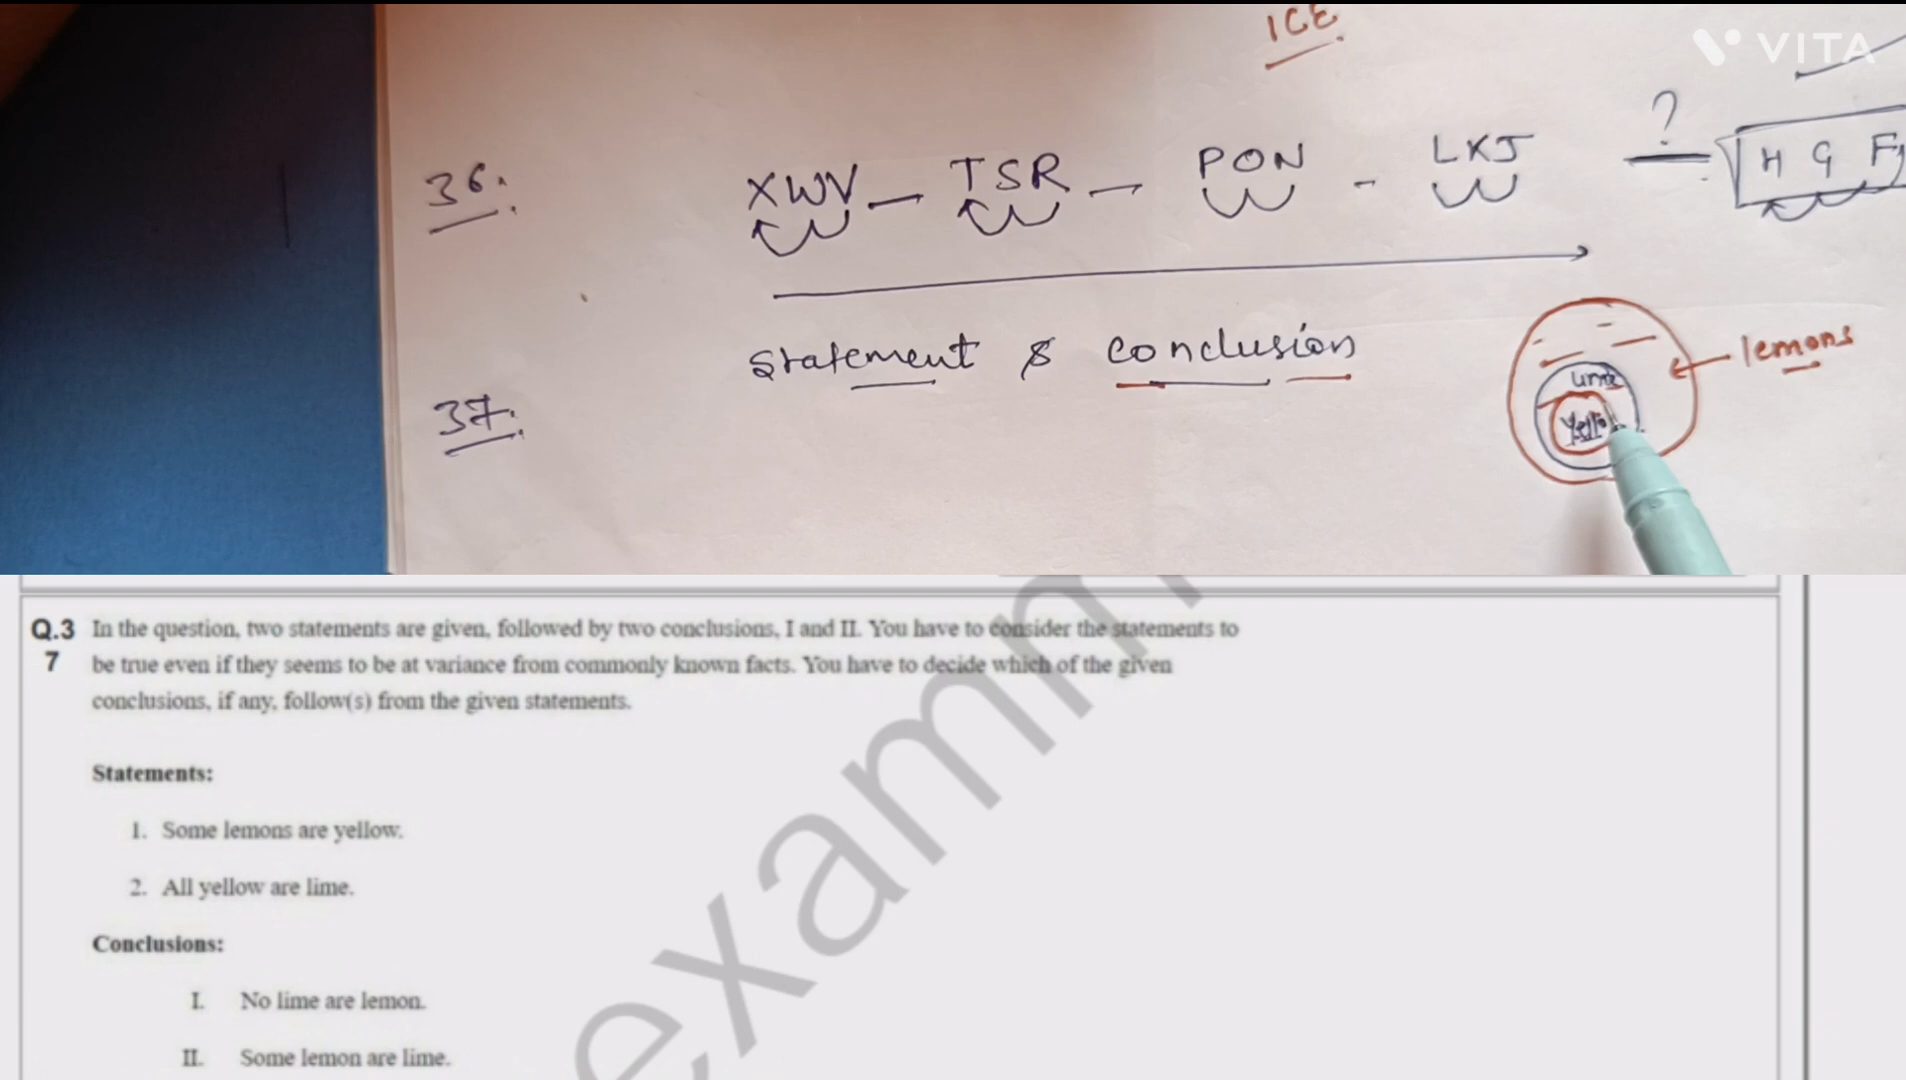 ICE
VITA
36. XWV - TSR - PON - LKJ ? HGF
Statement & conclusion
lemons
lime
Yello
37.
Q.3 In the question, two statements are given, followed by two conclusions, I and II. You have to consider the statements to
7 be true even if they seems to be at variance from commonly known facts. You have to decide which of the given
conclusions, if any, follow(s) from the given statements.
Statements:
1. Some lemons are yellow.
2. All yellow are lime.
Conclusions:
I. No lime are lemon.
II. Some lemon are lime.
exam